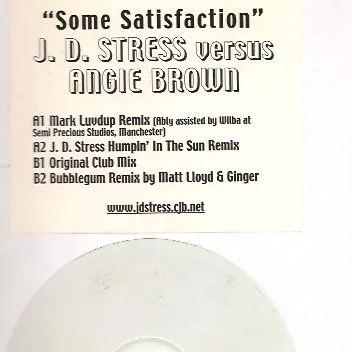 “Some Satisfaction”
J. D. STRESS versus
ANGIE BROWN
A1 Mark Luvdup Remix (Ably assisted by Wilba at
Semi Precious Studios, Manchester)
A2 J. D. Stress Humpin’ In The Sun Remix
B1 Original Club Mix
B2 Bubblegum Remix by Matt Lloyd & Ginger
www.jdstress.cjb.net